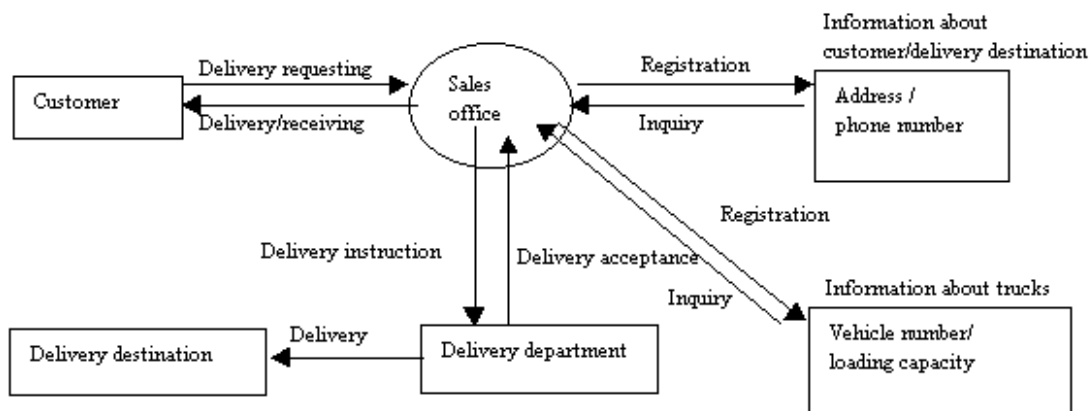 Information about
customer/delivery destination
Delivery requesting
Registration
Customer
Sales
office
Address /
phone number
Delivery/receiving
Inquiry
Registration
Delivery instruction
Delivery acceptance
Inquiry
Information about trucks
Delivery
Vehicle number/
loading capacity
Delivery destination
Delivery department